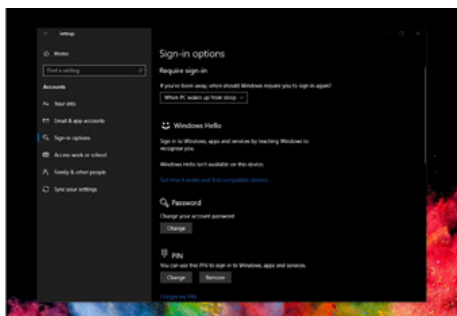 Settings
Home
Find a setting
Accounts
Your info
Email & app accounts
Sign-in options
Access work or school
Family & other people
Sync your settings
Sign-in options
Require sign-in
If you've been away, when should Windows require you to sign in again?
When PC wakes up from sleep
Windows Hello
Sign in to Windows, apps and services by teaching Windows to
recognise you.
Windows Hello isn't available on this device.
See how it works and find compatible devices.
Password
Change your account password
Change
PIN
You can use this PIN to sign in to Windows, apps and services.
Change Remove
I forgot my PIN